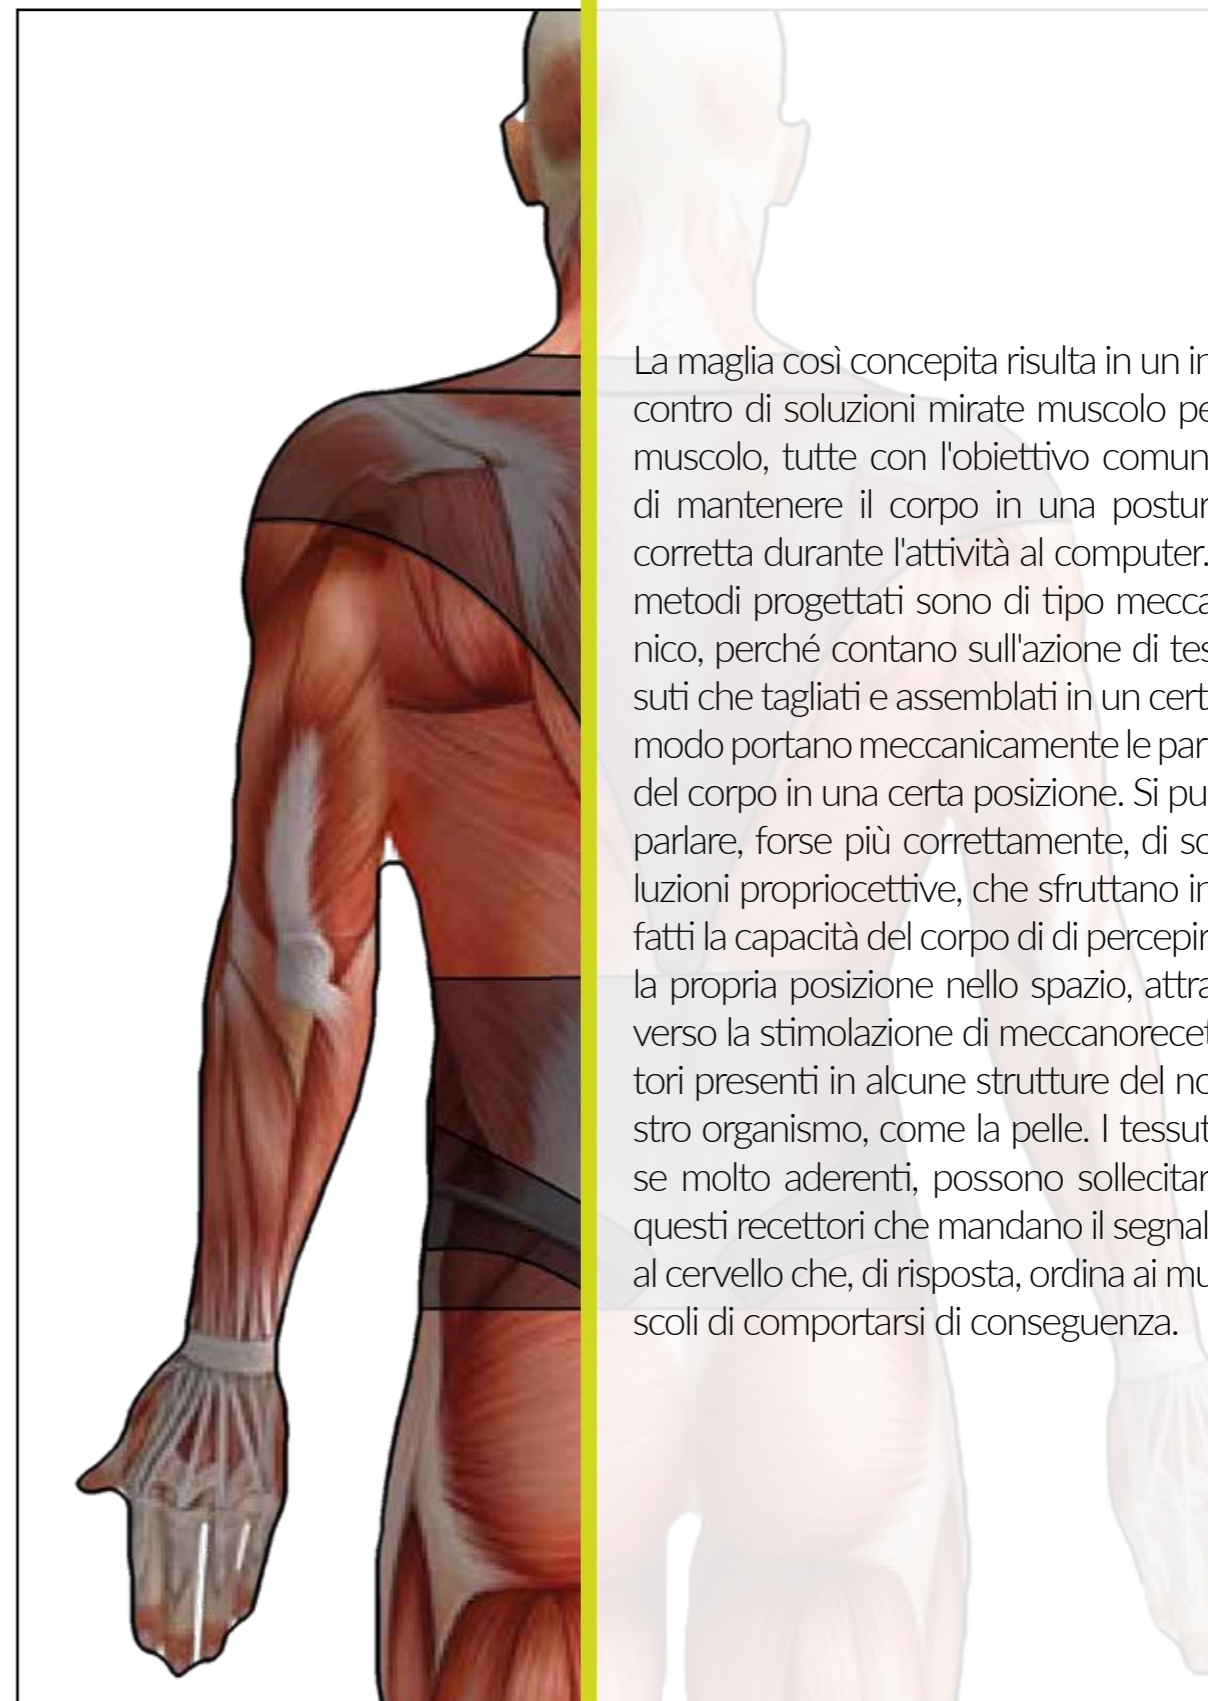 La maglia così concepita risulta in un in
contro di soluzioni mirate muscolo pe
muscolo, tutte con l'obiettivo comun
di mantenere il corpo in una postur
corretta durante l'attività al computer.
metodi progettati sono di tipo mecca
nico, perché contano sull'azione di tes
suti che tagliati e assemblati in un cert
modo portano meccanicamente le par
del corpo in una certa posizione. Si pu
parlare, forse più correttamente, di so
luzioni propriocettive, che sfruttano in
fatti la capacità del corpo di di percepir
la propria posizione nello spazio, attra
verso la stimolazione di meccanorecet
tori presenti in alcune strutture del no
stro organismo, come la pelle. I tessut
se molto aderenti, possono sollecitar
questi recettori che mandano il segnal
al cervello che, di risposta, ordina ai mu
scoli di comportarsi di conseguenza.